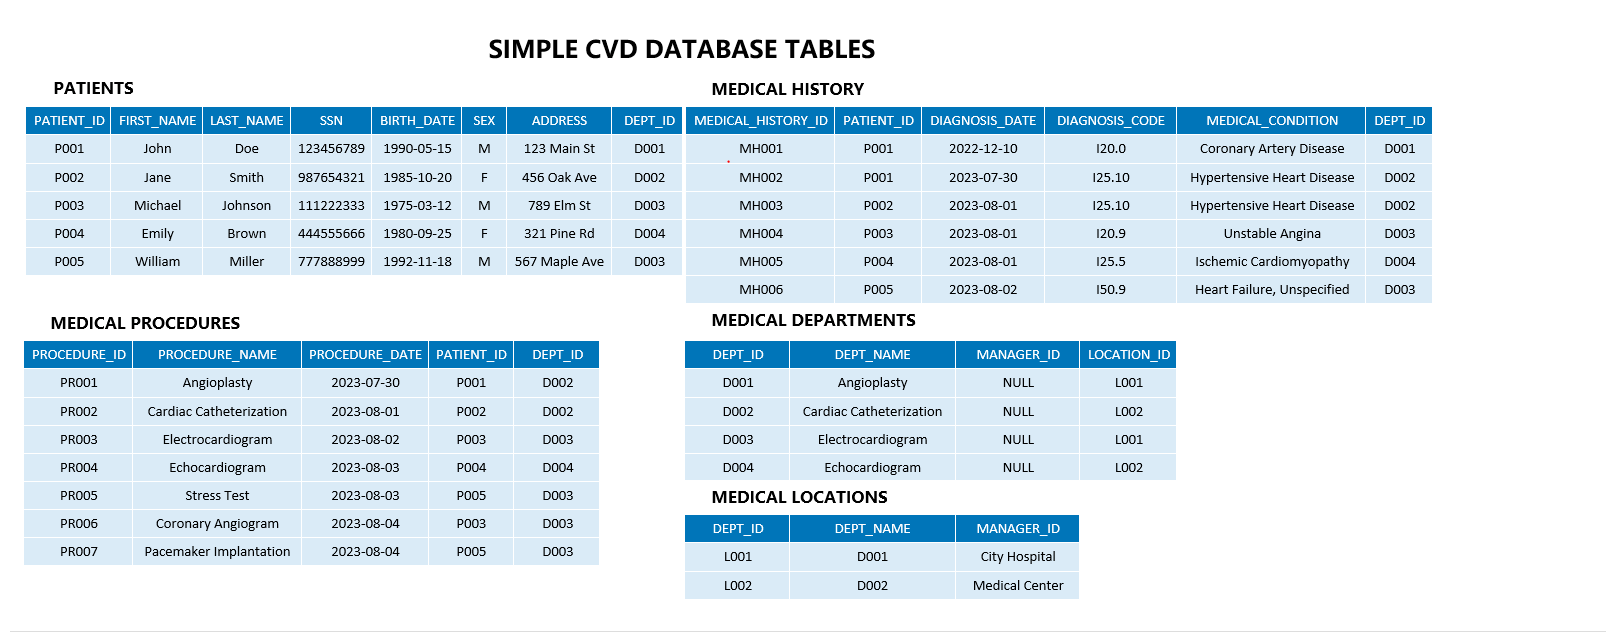 SIMPLE CVD DATABASE TABLES
PATIENTS
PATIENT_ID FIRST_NAME LAST_NAME SSN BIRTH_DATE SEX ADDRESS DEPT_ID
P001 John Doe 123456789 1990-05-15 M 123 Main St D001
P002 Jane Smith 987654321 1985-10-20 F 456 Oak Ave D002
P003 Michael Johnson 111222333 1975-03-12 M 789 Elm St D003
P004 Emily Brown 444555666 1980-09-25 F 321 Pine Rd D004
P005 William Miller 777888999 1992-11-18 M 567 Maple Ave D003
MEDICAL HISTORY
MEDICAL_HISTORY_ID PATIENT_ID DIAGNOSIS_DATE DIAGNOSIS_CODE MEDICAL_CONDITION DEPT_ID
MH001 P001 2022-12-10 I20.0 Coronary Artery Disease D001
MH002 P001 2023-07-30 I25.10 Hypertensive Heart Disease D002
MH003 P002 2023-08-01 I25.10 Hypertensive Heart Disease D002
MH004 P003 2023-08-01 I20.9 Unstable Angina D003
MH005 P004 2023-08-01 I25.5 Ischemic Cardiomyopathy D004
MH006 P005 2023-08-02 I50.9 Heart Failure, Unspecified D003
MEDICAL PROCEDURES
PROCEDURE_ID PROCEDURE_NAME PROCEDURE_DATE PATIENT_ID DEPT_ID
PR001 Angioplasty 2023-07-30 P001 D002
PR002 Cardiac Catheterization 2023-08-01 P002 D002
PR003 Electrocardiogram 2023-08-02 P003 D003
PR004 Echocardiogram 2023-08-03 P004 D004
PR005 Stress Test 2023-08-03 P005 D003
PR006 Coronary Angiogram 2023-08-04 P003 D003
PR007 Pacemaker Implantation 2023-08-04 P005 D003
MEDICAL DEPARTMENTS
DEPT_ID DEPT_NAME MANAGER_ID LOCATION_ID
D001 Angioplasty NULL L001
D002 Cardiac Catheterization NULL L002
D003 Electrocardiogram NULL L001
D004 Echocardiogram NULL L002
MEDICAL LOCATIONS
DEPT_ID DEPT_NAME MANAGER_ID
L001 D001 City Hospital
L002 D002 Medical Center